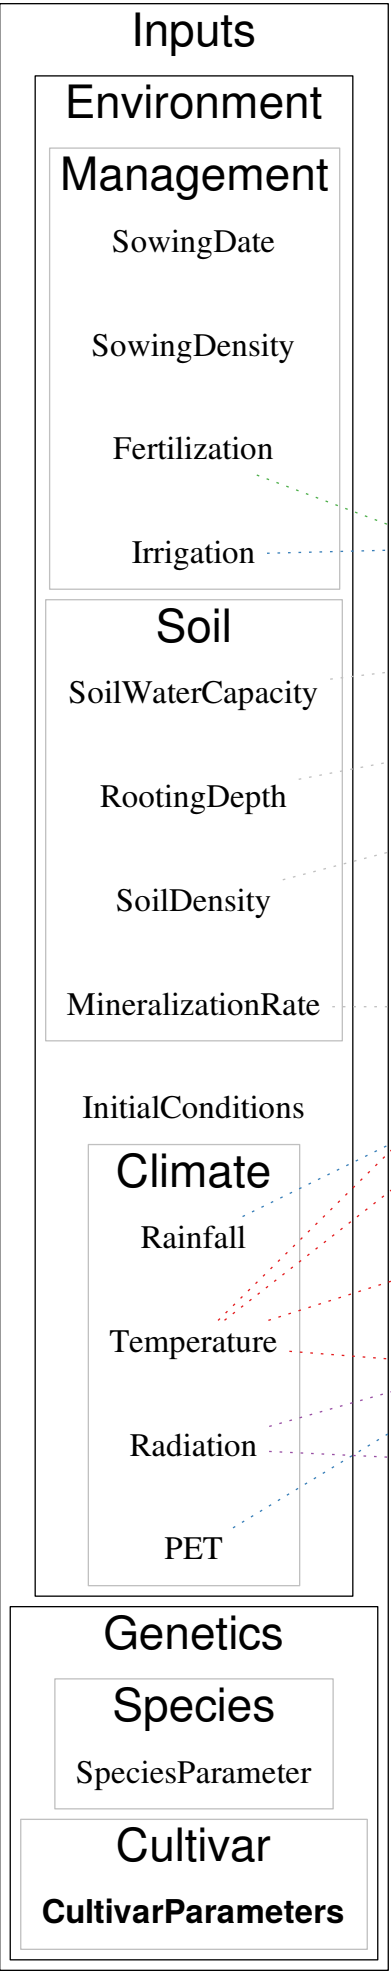 Inputs
Environment
Management
SowingDate
SowingDensity
Fertilization
Irrigation
Soil
SoilWaterCapacity
RootingDepth
SoilDensity
MineralizationRate
InitialConditions
Climate
Rainfall
Temperature
Radiation
PET
Genetics
Species
SpeciesParameter
Cultivar
CultivarParameters